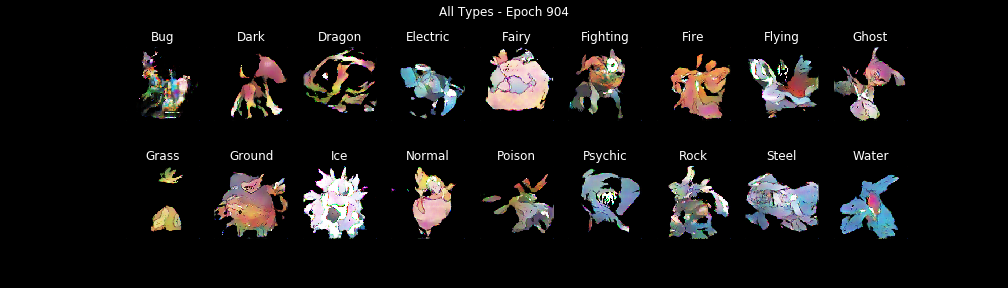 All Types - Epoch 904
Bug Dark Dragon Electric Fairy Fighting Fire Flying Ghost
Grass Ground Ice Normal Poison Psychic Rock Steel Water